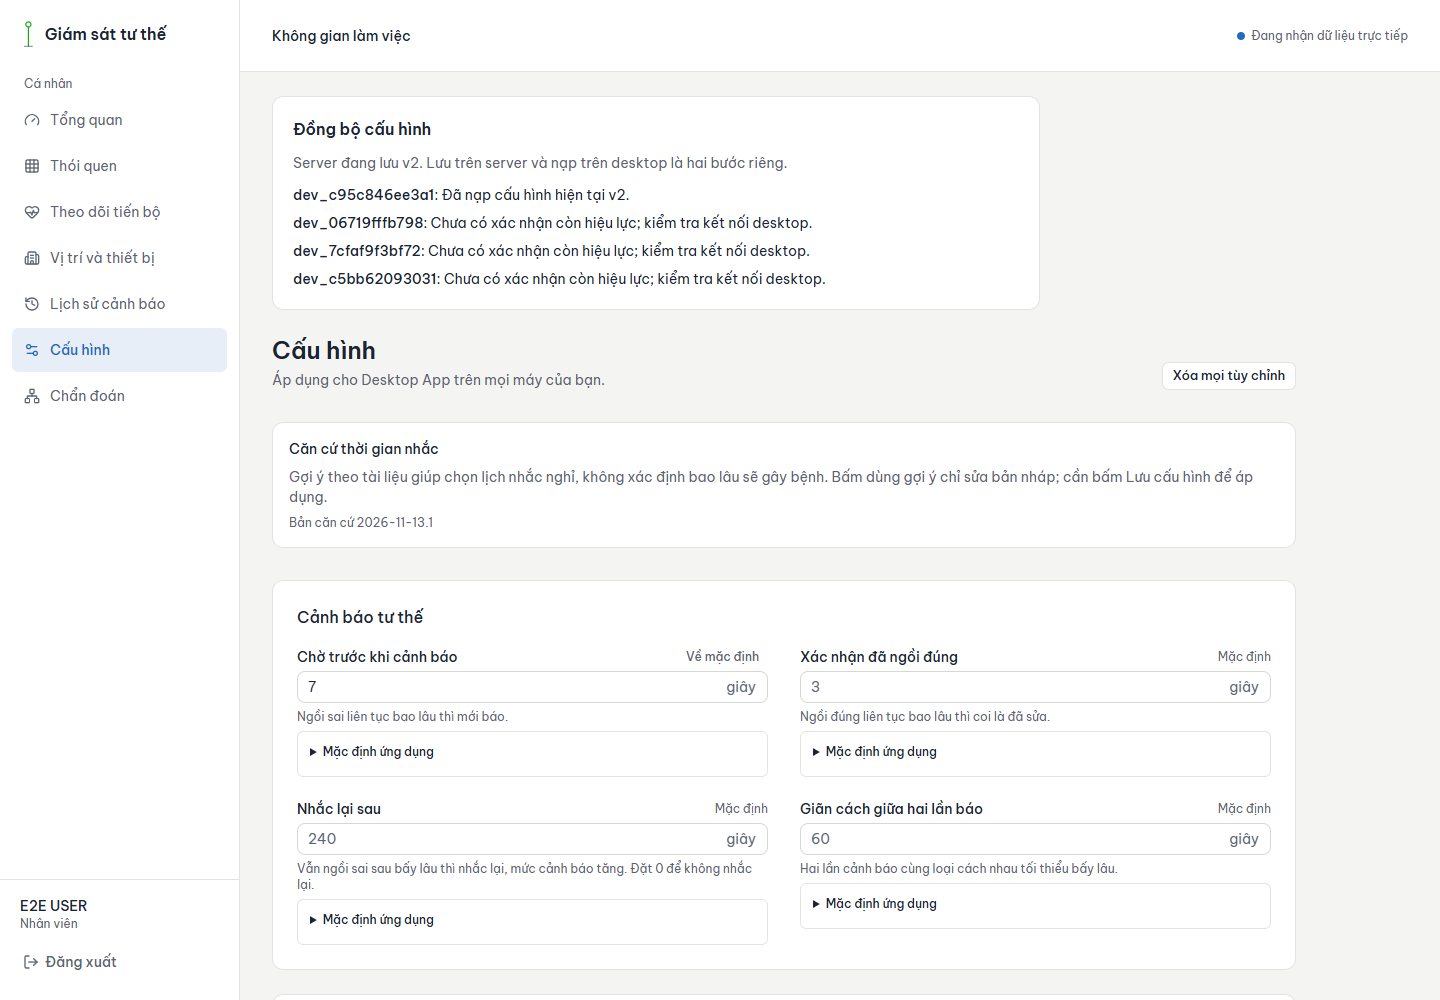 Giám sát tư thế
Cá nhân
Tổng quan
Thói quen
Theo dõi tiến bộ
Vị trí và thiết bị
Lịch sử cảnh báo
Cấu hình
Chẩn đoán
E2E USER
Nhân viên
Đăng xuất
Không gian làm việc
Đang nhận dữ liệu trực tiếp
Đồng bộ cấu hình
Server đang lưu v2. Lưu trên server và nạp trên desktop là hai bước riêng.
dev_c95c846ee3a1: Đã nạp cấu hình hiện tại v2.
dev_06719fffb798: Chưa có xác nhận còn hiệu lực; kiểm tra kết nối desktop.
dev_7cfaf9f3bf72: Chưa có xác nhận còn hiệu lực; kiểm tra kết nối desktop.
dev_c5bb62093031: Chưa có xác nhận còn hiệu lực; kiểm tra kết nối desktop.
Cấu hình
Áp dụng cho Desktop App trên mọi máy của bạn.
Xóa mọi tùy chỉnh
Căn cứ thời gian nhắc
Gợi ý theo tài liệu giúp chọn lịch nhắc nghỉ, không xác định bao lâu sẽ gây bệnh. Bấm dùng gợi ý chỉ sửa bản nháp; cần bấm Lưu cấu hình để áp
dụng.
Bản căn cứ 2026-11-13.1
Cảnh báo tư thế
Chờ trước khi cảnh báo
Về mặc định
7 giây
Ngồi sai liên tục bao lâu thì mới báo.
Mặc định ứng dụng
Xác nhận đã ngồi đúng
Mặc định
3 giây
Ngồi đúng liên tục bao lâu thì coi là đã sửa.
Mặc định ứng dụng
Nhắc lại sau
Mặc định
240 giây
Vẫn ngồi sai sau bấy lâu thì nhắc lại, mức cảnh báo tăng. Đặt 0 để không nhắc
lại.
Mặc định ứng dụng
Giãn cách giữa hai lần báo
Mặc định
60 giây
Hai lần cảnh báo cùng loại cách nhau tối thiểu bấy lâu.
Mặc định ứng dụng